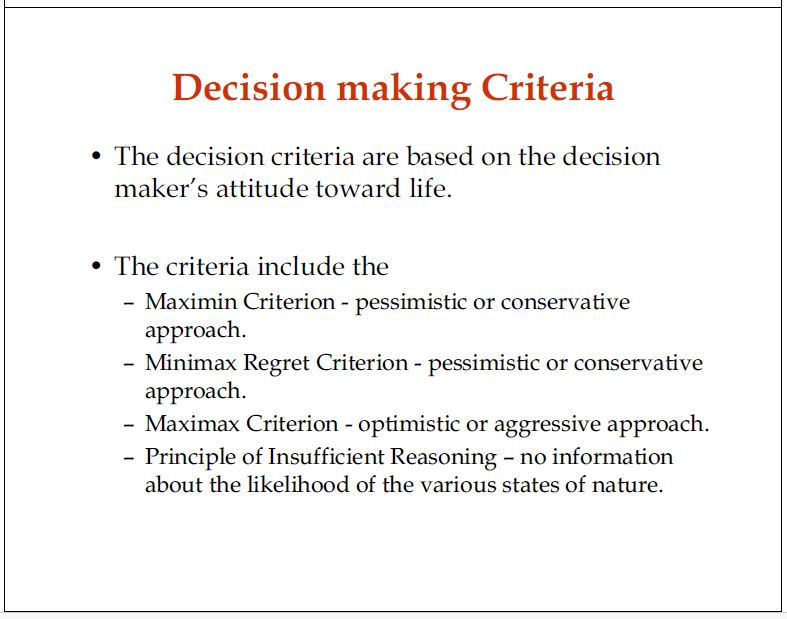 Decision making Criteria
• The decision criteria are based on the decision
maker’s attitude toward life.
• The criteria include the
– Maximin Criterion - pessimistic or conservative
approach.
– Minimax Regret Criterion - pessimistic or conservative
approach.
– Maximax Criterion - optimistic or aggressive approach.
– Principle of Insufficient Reasoning – no information
about the likelihood of the various states of nature.